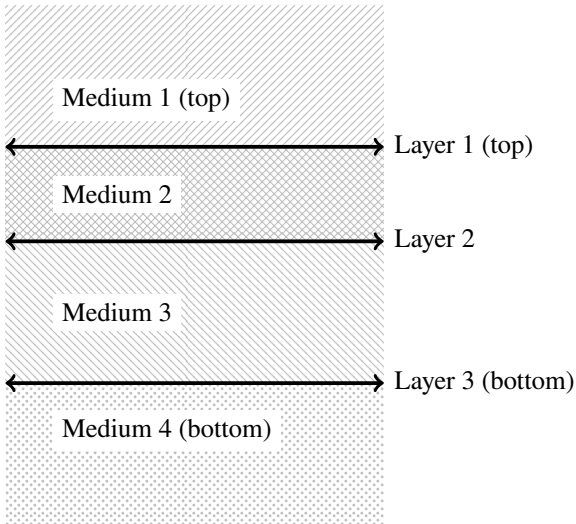 Medium 1 (top)
Layer 1 (top)
Medium 2
Layer 2
Medium 3
Layer 3 (bottom)
Medium 4 (bottom)